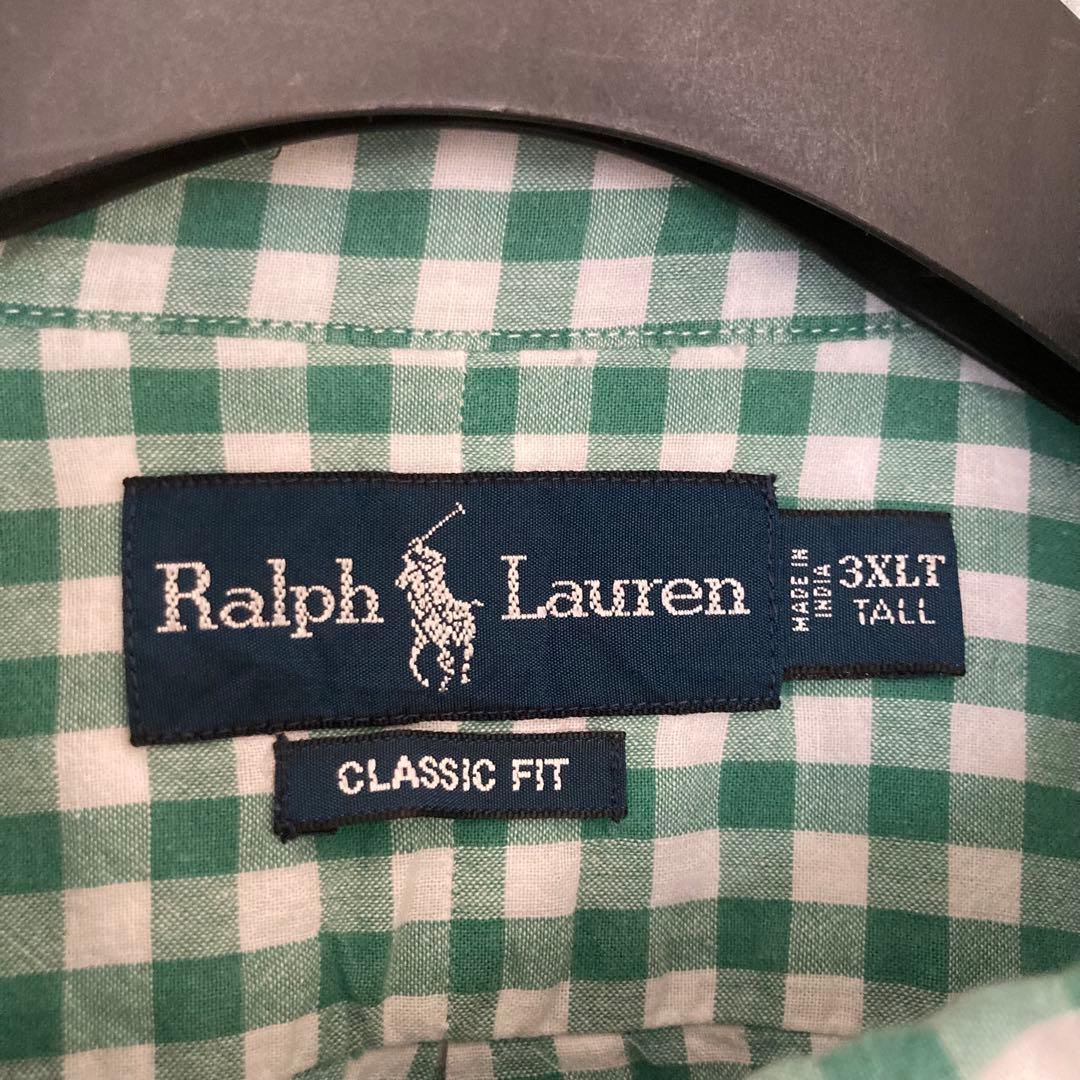 Ralph Lauren
MADE IN
INDIA
3XLT
TALL
CLASSIC FIT